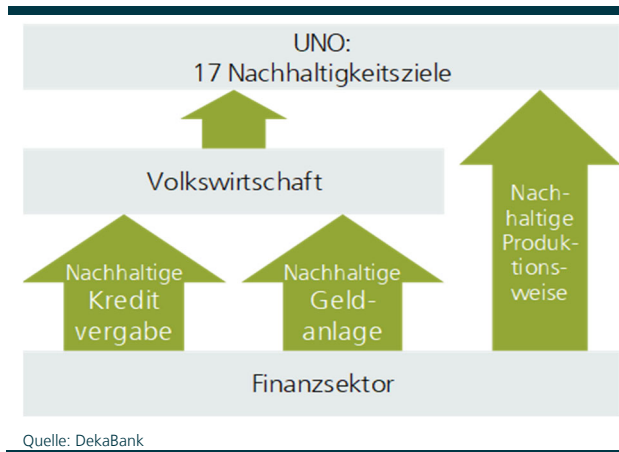 UNO:
17 Nachhaltigkeitsziele
Volkswirtschaft
Nachhaltige
Kredit
vergabe
Nachhaltige
Geld-
anlage
Nach-
haltige
Produk-
tions-
weise
Finanzsektor
Quelle: DekaBank